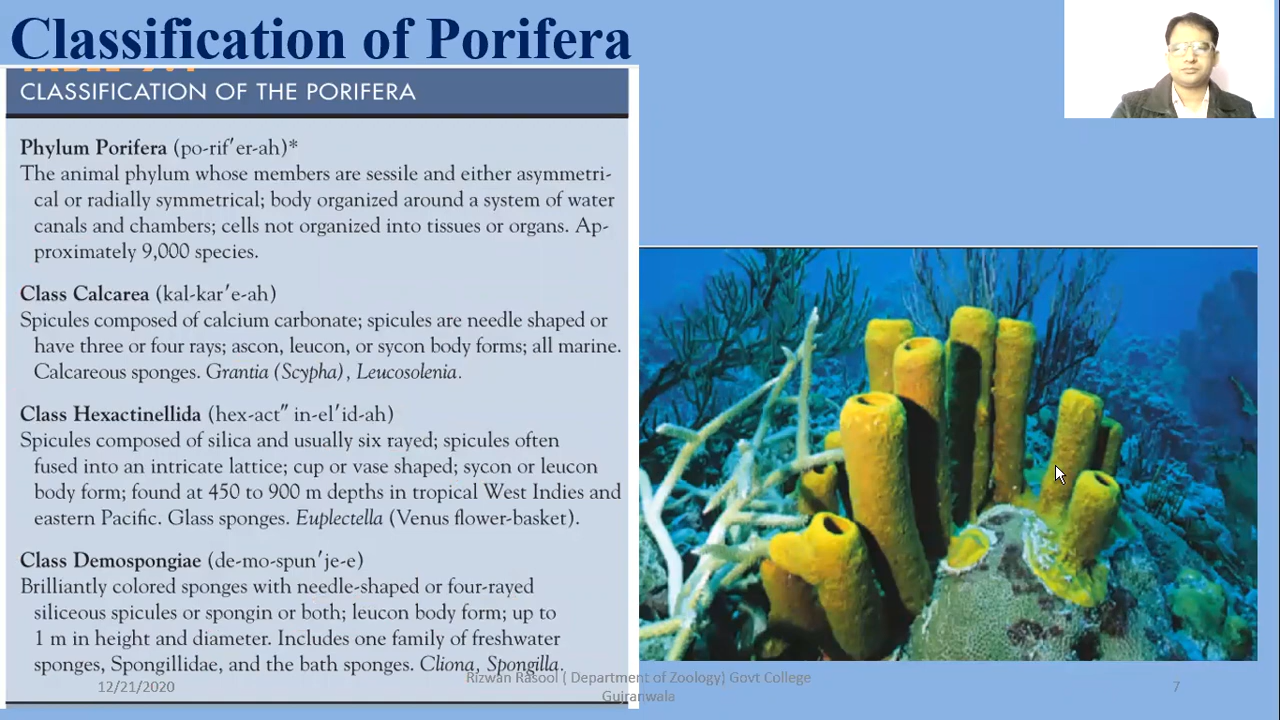 Classification of Porifera
CLASSIFICATION OF THE PORIFERA
Phylum Porifera (po-rif′er-ah)*
The animal phylum whose members are sessile and either asymmetri-
cal or radially symmetrical; body organized around a system of water
canals and chambers; cells not organized into tissues or organs. Ap-
proximately 9,000 species.
Class Calcarea (kal-kar′e-ah)
Spicules composed of calcium carbonate; spicules are needle shaped or
have three or four rays; ascon, leucon, or sycon body forms; all marine.
Calcareous sponges. Grantia (Scypha), Leucosolenia.
Class Hexactinellida (hex-act″ in-el′id-ah)
Spicules composed of silica and usually six rayed; spicules often
fused into an intricate lattice; cup or vase shaped; sycon or leucon
body form; found at 450 to 900 m depths in tropical West Indies and
eastern Pacific. Glass sponges. Euplectella (Venus flower-basket).
Class Demospongiae (de-mo-spun′je-e)
Brilliantly colored sponges with needle-shaped or four-rayed
siliceous spicules or spongin or both; leucon body form; up to
1 m in height and diameter. Includes one family of freshwater
sponges, Spongillidae, and the bath sponges. Cliona, Spongilla.
12/21/2020
Rizwan Rasool ( Department of Zoology) Govt College
Gujranwala
7